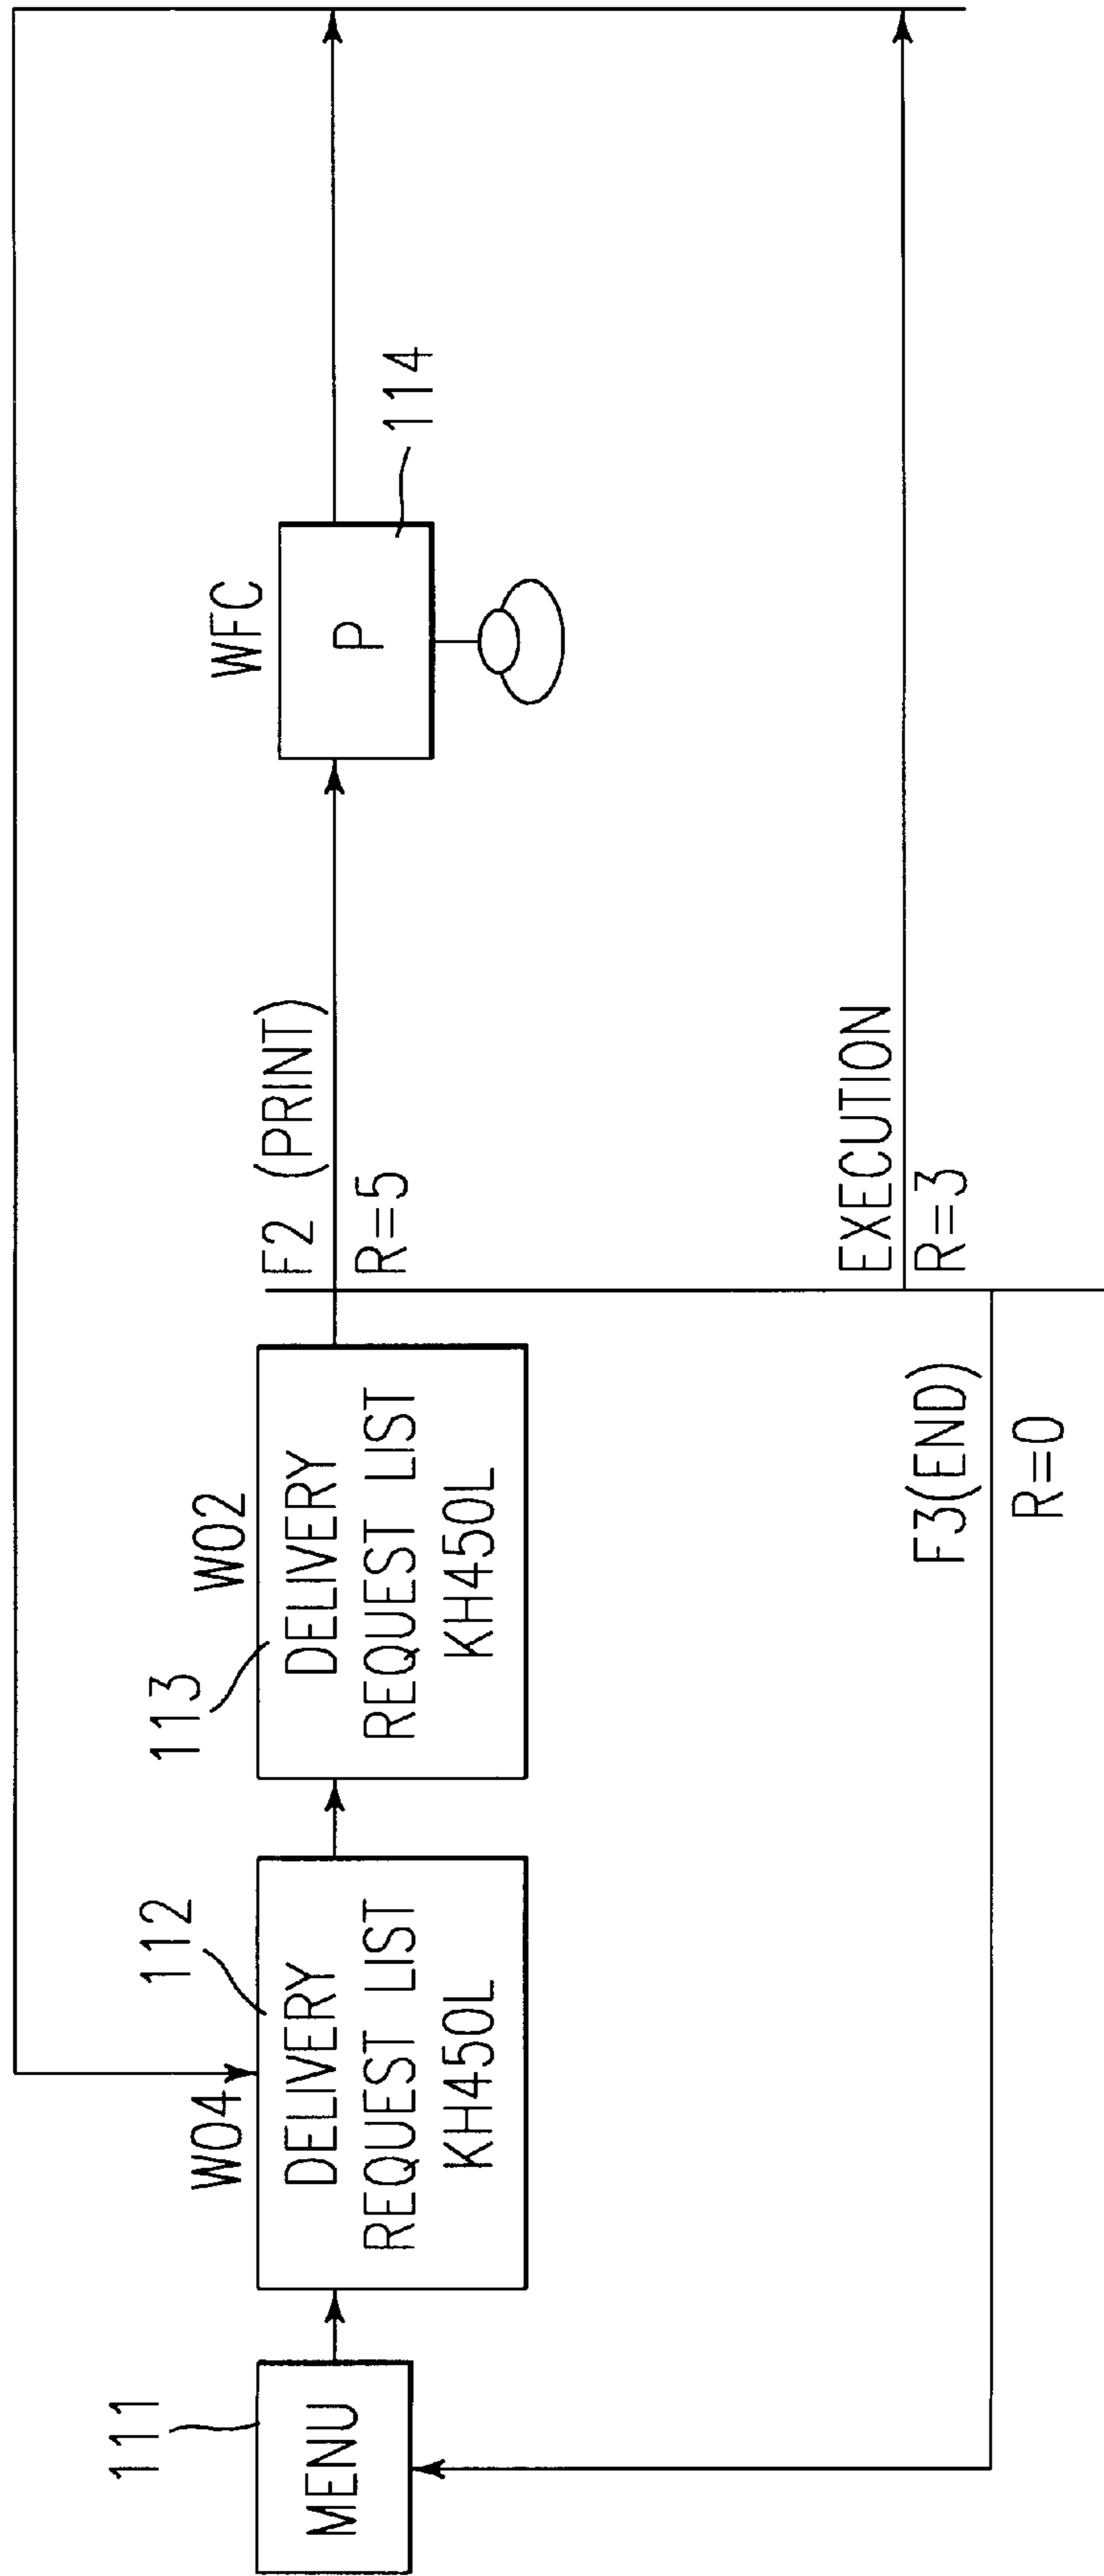 111
MENU
112
W04
DELIVERY
REQUEST LIST
KH450L
113
W02
DELIVERY
REQUEST LIST
KH450L
F2 (PRINT)
R=5
WFC
P
114
EXECUTION
R=3
F3(END)
R=0